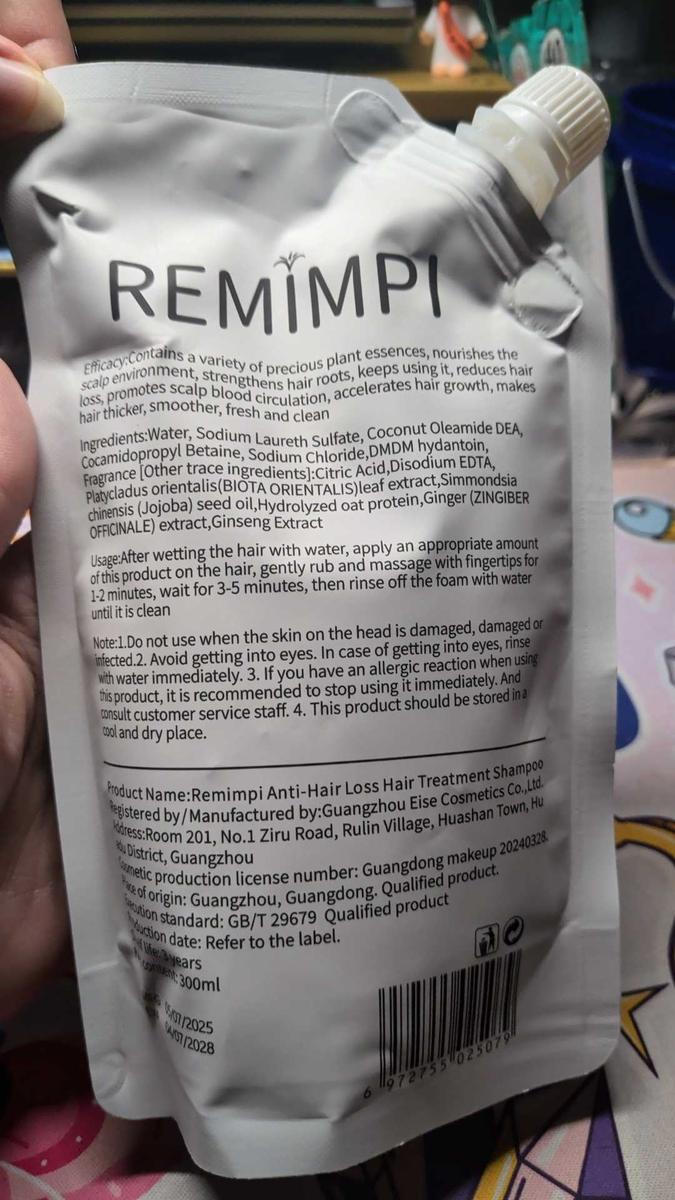 REMIMPI
Efficacy:Contains a variety of precious plant essences, nourishes the
scalp environment, strengthens hair roots, keeps using it, reduces hair
loss, promotes scalp blood circulation, accelerates hair growth, makes
hair thicker, smoother, fresh and clean
Ingredients:Water, Sodium Laureth Sulfate, Coconut Oleamide DEA,
Cocamidopropyl Betaine, Sodium Chloride,DMDM hydantoin,
Fragrance [Other trace ingredients]:Citric Acid,Disodium EDTA,
Platycladus orientalis(BIOTA ORIENTALIS)leaf extract,Simmondsia
chinensis (Jojoba) seed oil,Hydrolyzed oat protein,Ginger (ZINGIBER
OFFICINALE) extract,Ginseng Extract
Usage:After wetting the hair with water, apply an appropriate amount
of this product on the hair, gently rub and massage with fingertips for
1-2 minutes, wait for 3-5 minutes, then rinse off the foam with water
until it is clean
Note:1.Do not use when the skin on the head is damaged, damaged or
infected.2. Avoid getting into eyes. In case of getting into eyes, rinse
with water immediately. 3. If you have an allergic reaction when using
this product, it is recommended to stop using it immediately. And
consult customer service staff. 4. This product should be stored in a
cool and dry place.
Product Name:Remimpi Anti-Hair Loss Hair Treatment Shampoo
Registered by/Manufactured by:Guangzhou Eise Cosmetics Co.,Ltd.
Address:Room 201, No.1 Ziru Road, Rulin Village, Huashan Town, Hu
adu District, Guangzhou
Cosmetic production license number: Guangdong makeup 20240328.
Place of origin: Guangzhou, Guangdong. Qualified product.
Execution standard: GB/T 29679 Qualified product
Production date: Refer to the label.
life: 3 years
content: 300ml
05/07/2025
04/07/2028
6 972755 025079